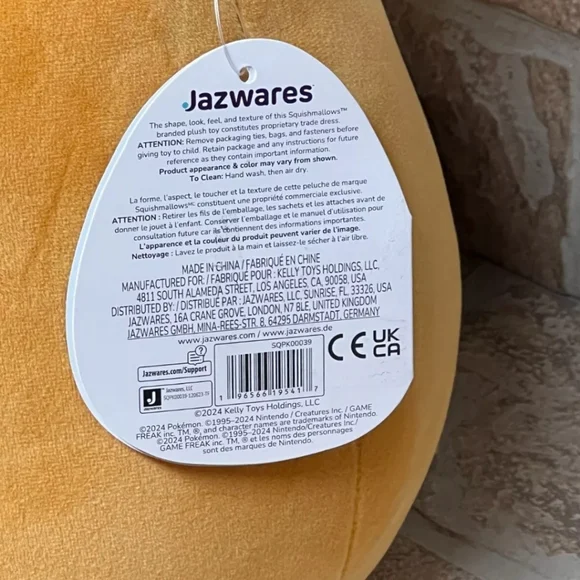 Jazwares
The shape, look, feel, and texture of this Squishmallows™
branded plush toy constitutes proprietary trade dress.
ATTENTION: Remove packaging ties, bags, and fasteners before
giving toy to child. Retain package and any instructions for future
reference as they contain important information.
Product appearance & color may vary from shown.
To Clean: Hand wash, then air dry.
La forme, l'aspect, le toucher et la texture de cette peluche de marque
Squishmallowsᴹᶜ constituent une propriété commerciale exclusive.
ATTENTION : Retirer les fils de l'emballage, les sachets et les attaches avant de
donner le jouet à l'enfant. Conserver l'emballage et le manuel d'utilisation pour
consultation future car ils contiennent des informations importantes.
L'apparence et la couleur du produit peuvent varier de l'image.
Nettoyage : Lavez le produit à la main et laissez-le sécher à l'air libre.
MADE IN CHINA / FABRIQUÉ EN CHINE
MANUFACTURED FOR: / FABRIQUÉ POUR : KELLY TOYS HOLDINGS, LLC.
4811 SOUTH ALAMEDA STREET, LOS ANGELES, CA, 90058, USA
DISTRIBUTED BY: / DISTRIBUÉ PAR : JAZWARES, LLC, SUNRISE, FL, 33326, USA
JAZWARES, 16A CRANE GROVE, LONDON, N7 8LE, UNITED KINGDOM
JAZWARES GMBH, MINA-REES-STR. 8, 64295 DARMSTADT, GERMANY
www.jazwares.com / www.jazwares.de
SQPK00039
Jazwares.com/Support
Jazwares, LLC
1 96566 19541 7
CE UK
CA
©2024 Kelly Toys Holdings, LLC
©2024 Pokémon. ©1995–2024 Nintendo / Creatures Inc. / GAME
FREAK inc. TM, ®, and character names are trademarks of Nintendo.
©2024 Pokémon. ©1995–2024 Nintendo/Creatures Inc. /
GAME FREAK inc. TM, ® et les noms des personnages
sont des marques de Nintendo.